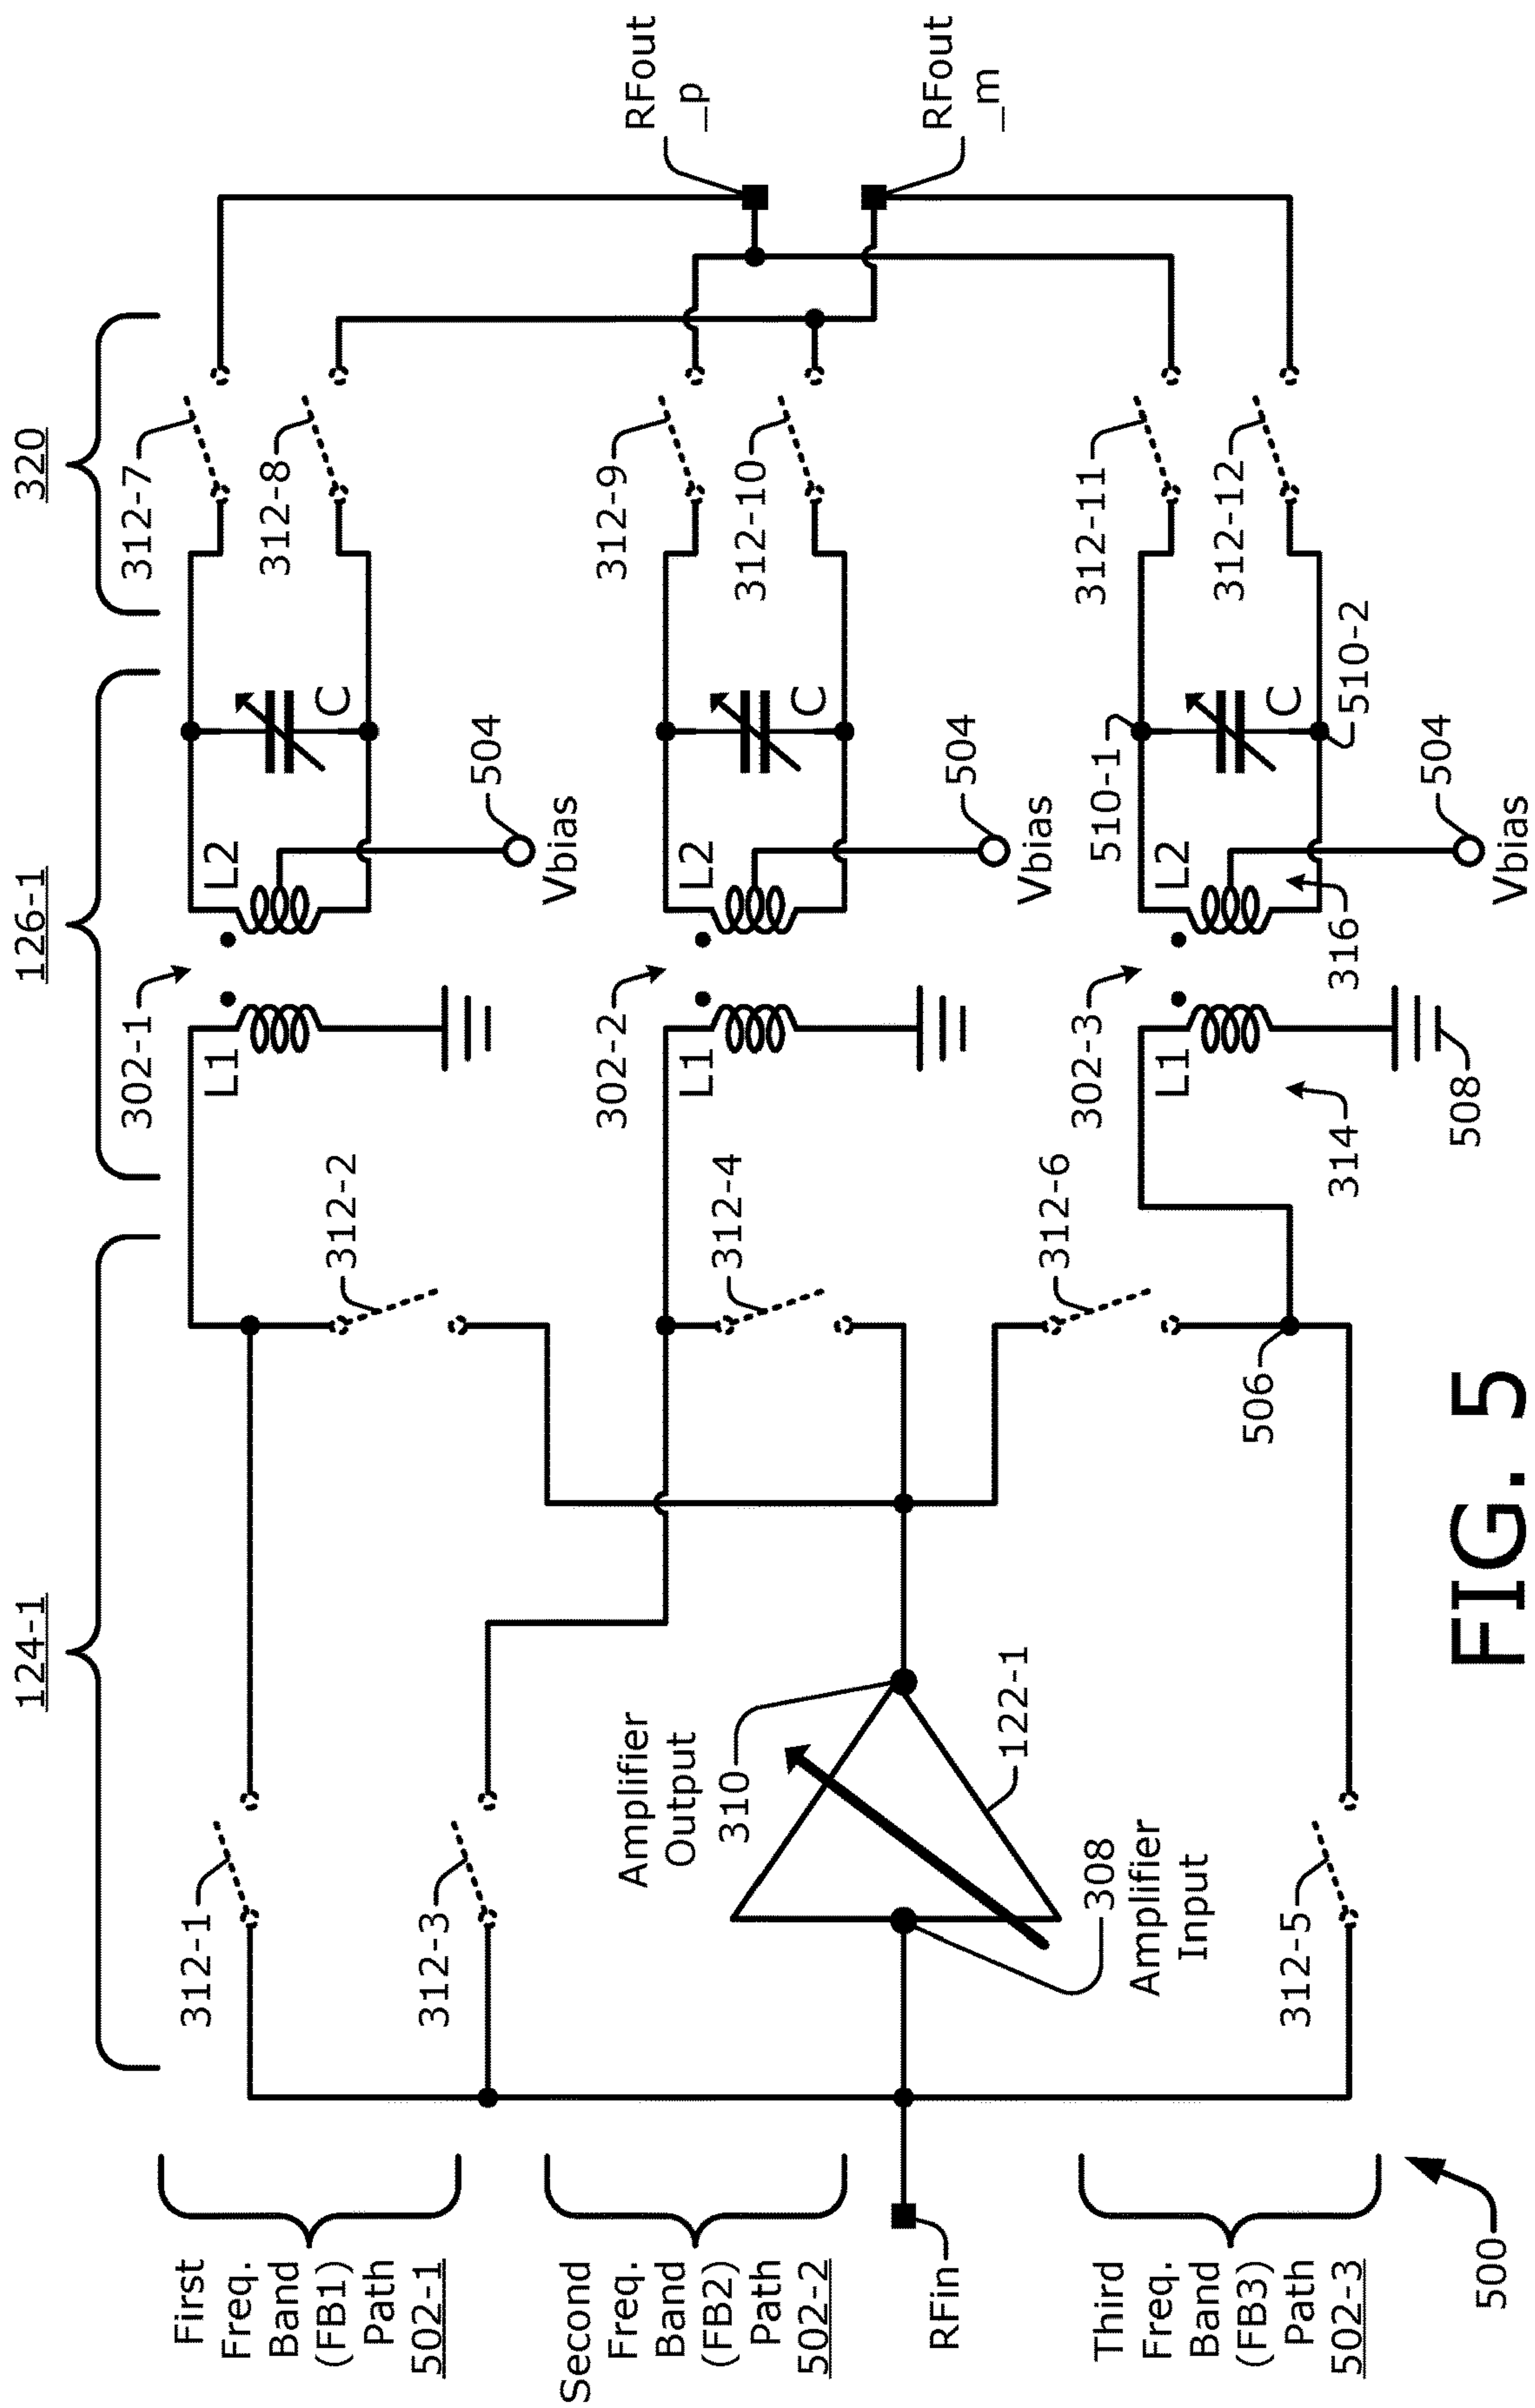 124-1
126-1
320
First
Freq.
Band
(FB1)
Path
502-1
Second
Freq.
Band
(FB2)
Path
502-2
Third
Freq.
Band
(FB3)
Path
502-3
RFin
500
312-1
312-3
312-5
Amplifier
Output
310
122-1
308
Amplifier
Input
312-2
312-4
312-6
506
302-1
L1
L2
C
504
Vbias
302-2
L1
L2
C
504
Vbias
302-3
L1
L2
C
510-1
510-2
504
Vbias
314
316
508
312-7
312-8
312-9
312-10
312-11
312-12
RFout
_p
RFout
_m
FIG. 5